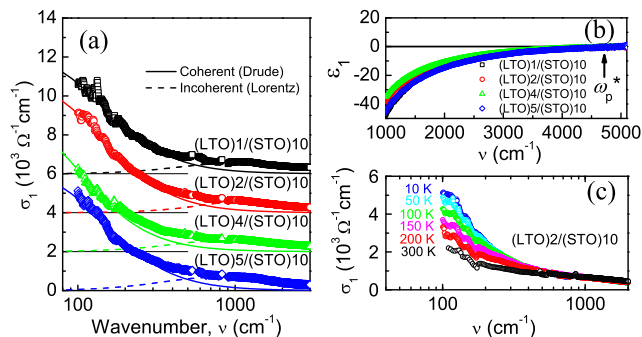 (a)
Coherent (Drude)
Incoherent (Lorentz)
(LTO)1/(STO)10
(LTO)2/(STO)10
(LTO)4/(STO)10
(LTO)5/(STO)10
σ₁ (10³ Ω⁻¹cm⁻¹)
14
12
10
8
6
4
2
0
100
1000
Wavenumber, ν (cm⁻¹)
(b)
ε₁
0
-20
-40
(LTO)1/(STO)10
(LTO)2/(STO)10
(LTO)4/(STO)10
(LTO)5/(STO)10
ωₚ*
1000 2000 3000 4000 5000
ν (cm⁻¹)
(c)
σ₁ (10³ Ω⁻¹cm⁻¹)
6
4
2
0
10 K
50 K
100 K
150 K
200 K
300 K
(LTO)2/(STO)10
100
1000
ν (cm⁻¹)